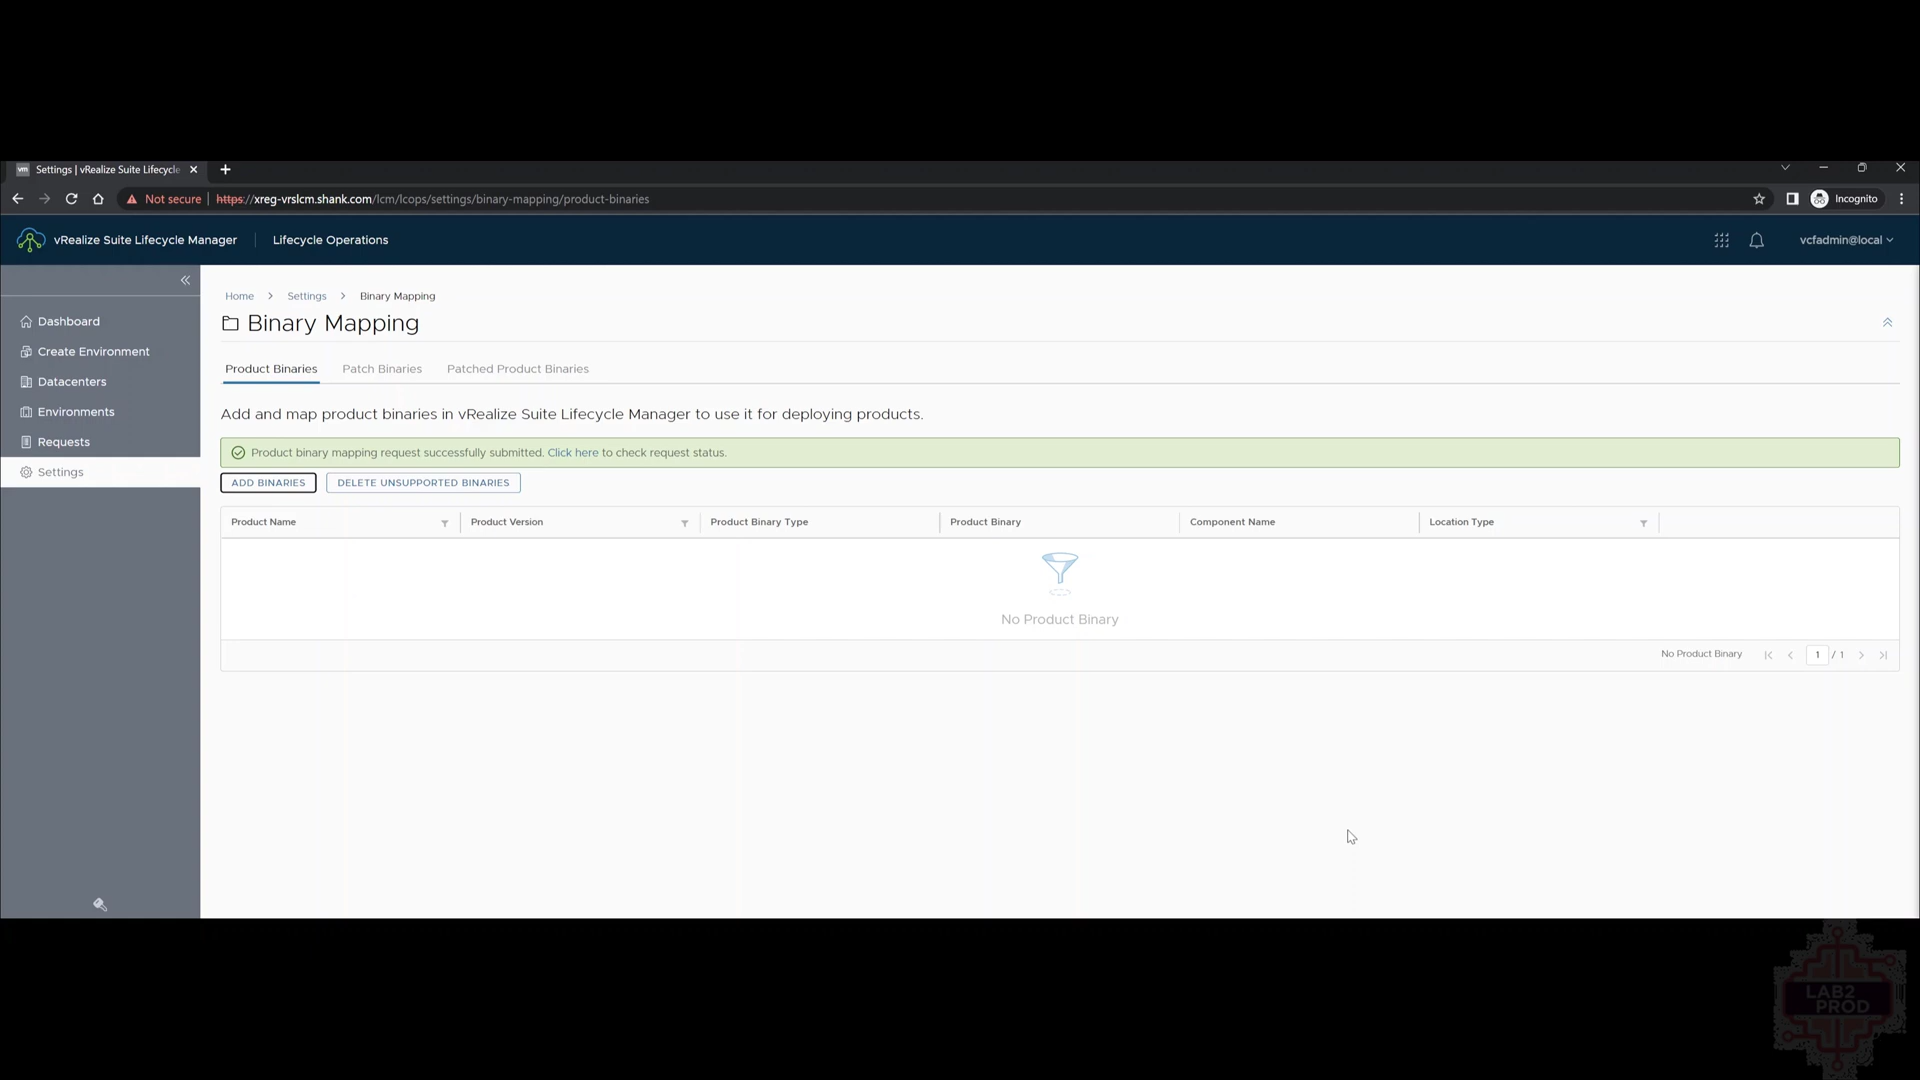 vm Settings | vRealize Suite Lifecycle
Not secure | https://xreg-vrslcm.shank.com/lcm/lcops/settings/binary-mapping/product-binaries
Incognito
vRealize Suite Lifecycle Manager
Lifecycle Operations
vcfadmin@local
Home > Settings > Binary Mapping
Binary Mapping
Dashboard
Create Environment
Datacenters
Environments
Requests
Settings
Product Binaries
Patch Binaries
Patched Product Binaries
Add and map product binaries in vRealize Suite Lifecycle Manager to use it for deploying products.
Product binary mapping request successfully submitted. Click here to check request status.
ADD BINARIES
DELETE UNSUPPORTED BINARIES
Product Name
Product Version
Product Binary Type
Product Binary
Component Name
Location Type
No Product Binary
No Product Binary
1 / 1
LAB2
PROD